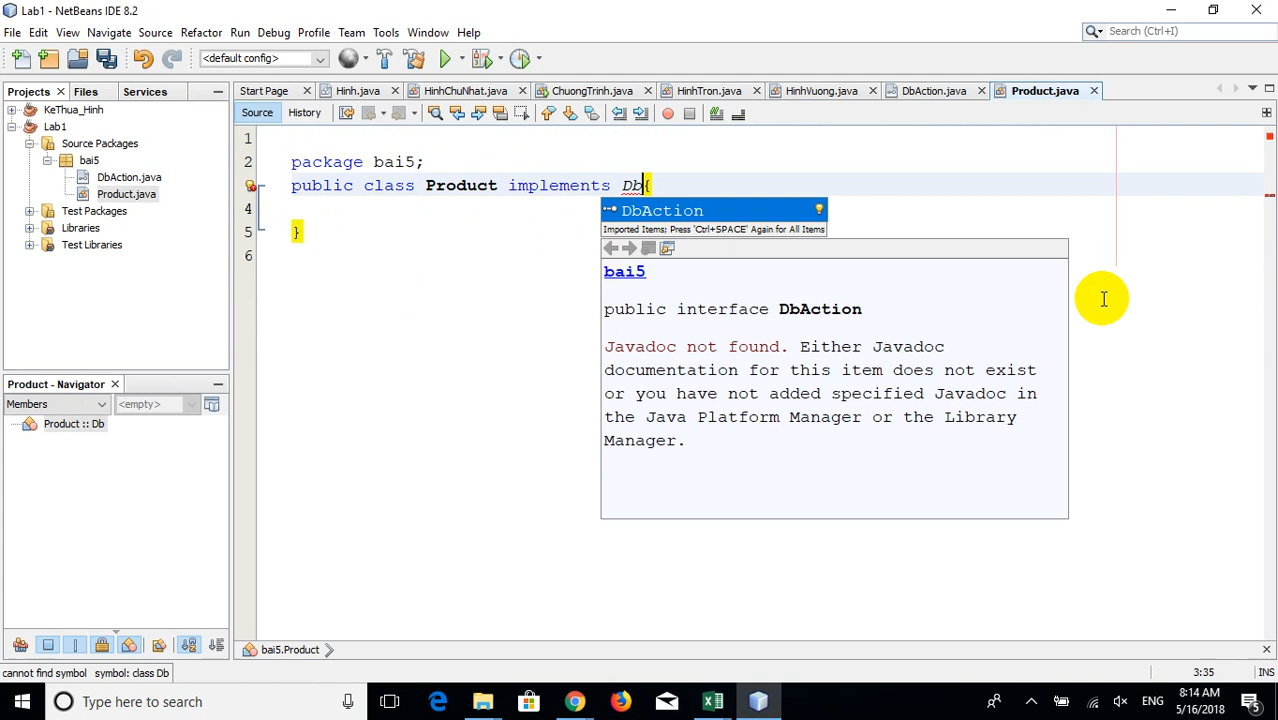 Lab1 - NetBeans IDE 8.2
File Edit View Navigate Source Refactor Run Debug Profile Team Tools Window Help
Search (Ctrl+I)
<default config>
Projects Files Services
Start Page Hinh.java HinhChuNhat.java ChuongTrinh.java HinhTron.java HinhVuong.java DbAction.java Product.java
KeThua_Hinh
Lab1
Source Packages
bai5
DbAction.java
Product.java
Test Packages
Libraries
Test Libraries
Source History
1
2 package bai5;
public class Product implements Db{
4
5 }
6
DbAction
Imported Items; Press 'Ctrl+SPACE' Again for All Items
bai5
public interface DbAction
Javadoc not found. Either Javadoc
documentation for this item does not exist
or you have not added specified Javadoc in
the Java Platform Manager or the Library
Manager.
Product - Navigator
Members <empty>
Product :: Db
bai5.Product
cannot find symbol symbol: class Db
3:35 INS
Type here to search
ENG
8:14 AM
5/16/2018
5